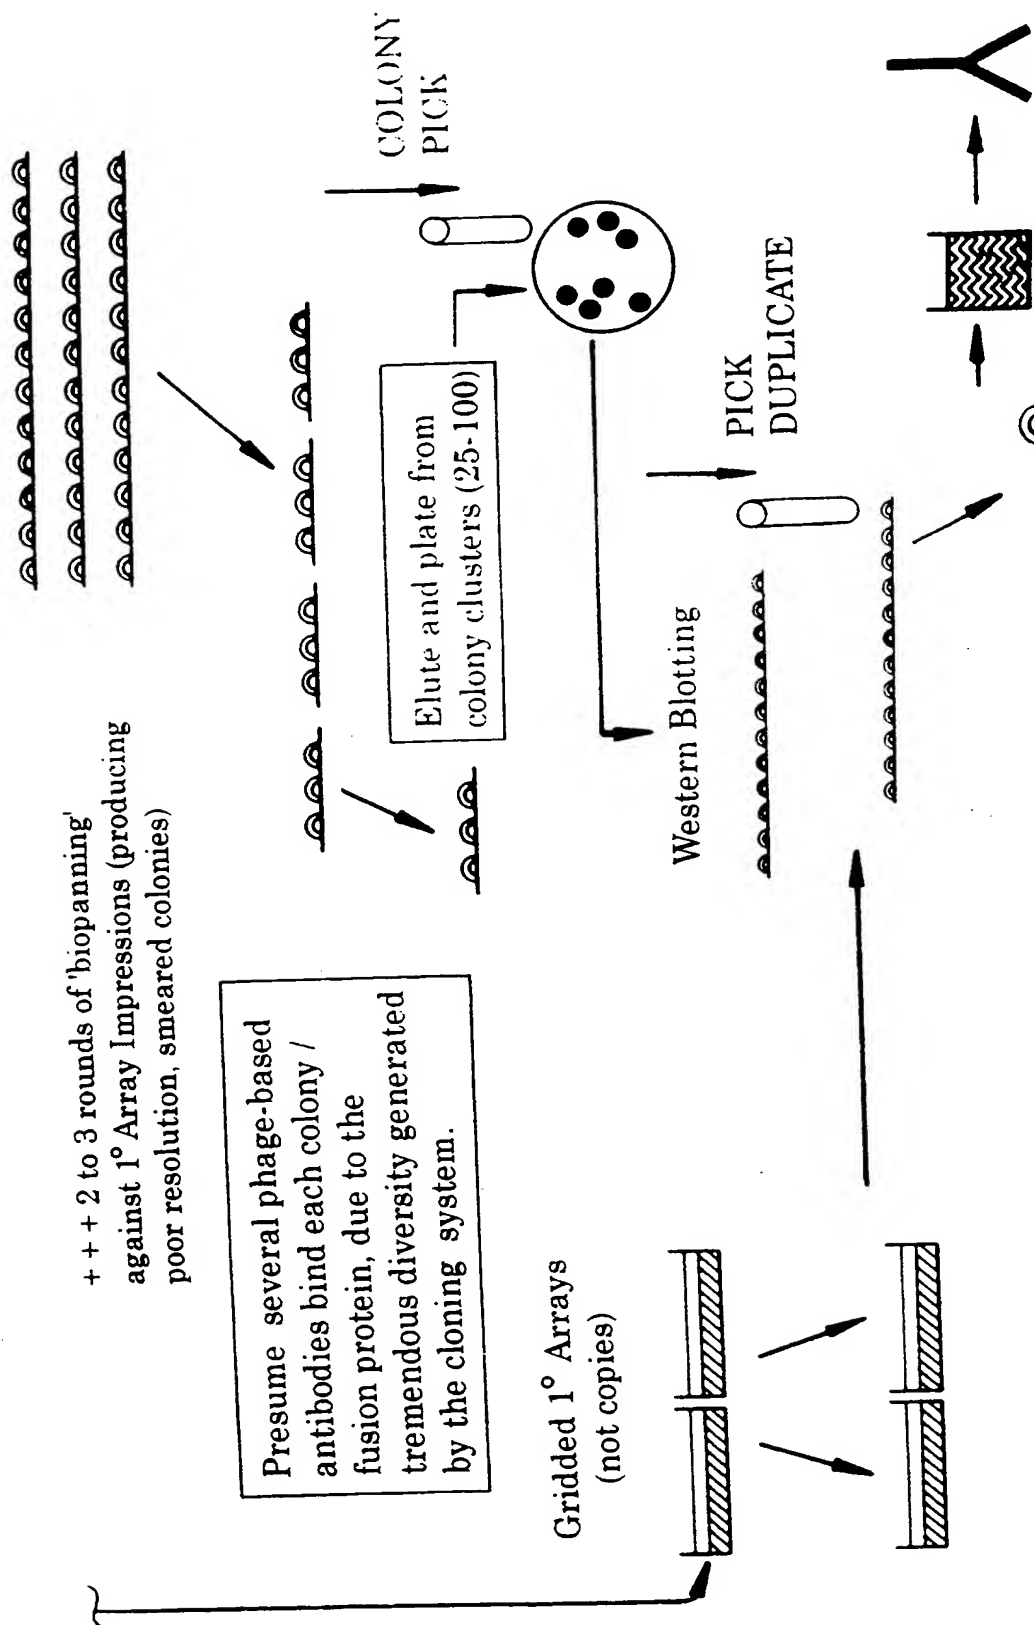 + + + 2 to 3 rounds of 'biopanning'
against 1° Array Impressions (producing
poor resolution, smeared colonies)
COLONY
PICK
Presume several phage-based
antibodies bind each colony /
fusion protein, due to the
tremendous diversity generated
by the cloning system.
Elute and plate from
colony clusters (25-100)
Gridded 1° Arrays
(not copies)
Western Blotting
PICK
DUPLICATE